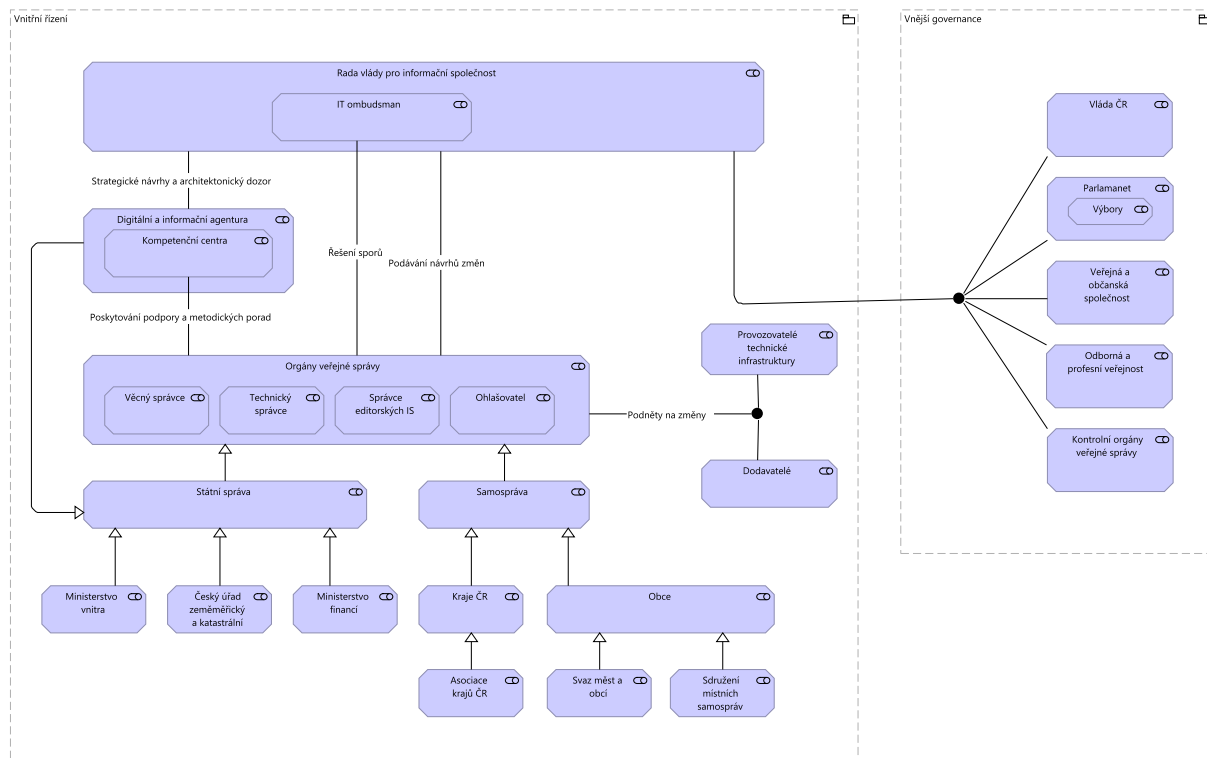 Vnitřní řízení
Vnější governance
Rada vlády pro informační společnost
IT ombudsman
Vláda ČR
Strategické návrhy a architektonický dozor
Parlamanet
Výbory
Digitální a informační agentura
Kompetenční centra
Řešení sporů
Podávání návrhů změn
Veřejná a
občanská
společnost
Poskytování podpory a metodických porad
Provozovatelé
technické
infrastruktury
Odborná a
profesní veřejnost
Orgány veřejné správy
Věcný správce
Technický
správce
Správce
editorských IS
Ohlašovatel
Podněty na změny
Kontrolní orgány
veřejné správy
Dodavatelé
Státní správa
Samospráva
Ministerstvo
vnitra
Český úřad
zeměměřický
a katastrální
Ministerstvo
financí
Kraje ČR
Obce
Asociace
krajů ČR
Svaz měst a
obcí
Sdružení
místních
samospráv